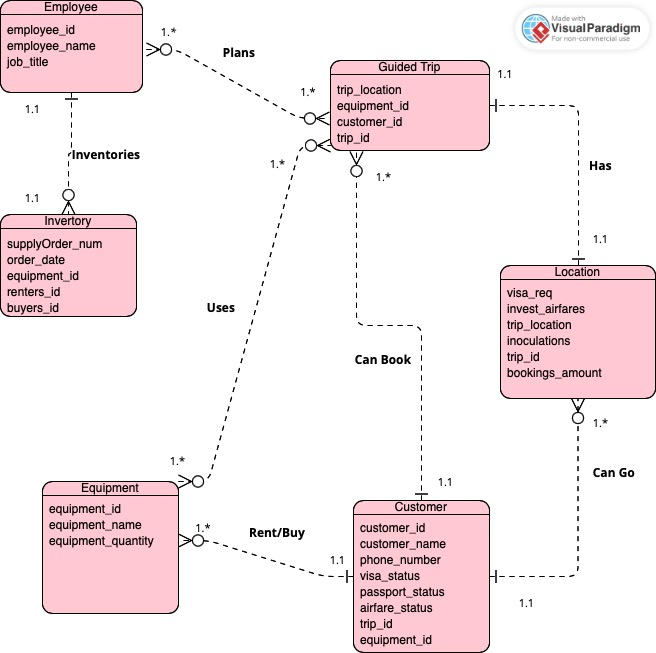 Employee
employee_id
employee_name
job_title
1.*
Plans
1.*
Made with
VisualParadigm
For non-commercial use
Guided Trip
trip_location
equipment_id
customer_id
trip_id
1.1
1.1
Inventories
1.1
1.*
1.*
Has
1.1
Invertory
supplyOrder_num
order_date
equipment_id
renters_id
buyers_id
Uses
Can Book
Location
visa_req
invest_airfares
trip_location
inoculations
trip_id
bookings_amount
1.*
Can Go
1.*
Equipment
equipment_id
equipment_name
equipment_quantity
1.*
Rent/Buy
1.1
1.1
Customer
customer_id
customer_name
phone_number
visa_status
passport_status
airfare_status
trip_id
equipment_id
1.1